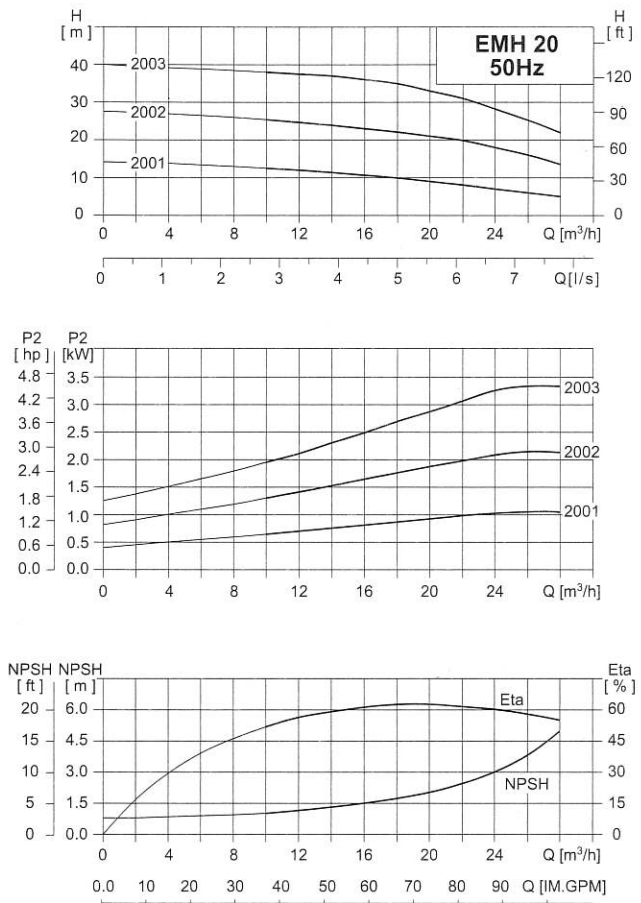 H
[ m ]
H
[ ft ]
EMH 20
50Hz
40
30
20
10
0
2003
2002
2001
120
90
60
30
0
0 4 8 12 16 20 24 Q [m³/h]
0 1 2 3 4 5 6 7 Q[l/s]
P2
[ hp ]
P2
[kW]
4.8
4.2
3.6
3.0
2.4
1.8
1.2
0.6
0.0
3.5
3.0
2.5
2.0
1.5
1.0
0.5
0.0
2003
2002
2001
0 4 8 12 16 20 24 Q [m³/h]
NPSH
[ ft ]
NPSH
[ m ]
Eta
[ % ]
20 6.0 60
15 4.5 45
10 3.0 30
5 1.5 15
0 0.0 0
Eta
NPSH
0 4 8 12 16 20 24 Q [m³/h]
0.0 10 20 30 40 50 60 70 80 90 Q [IM.GPM]